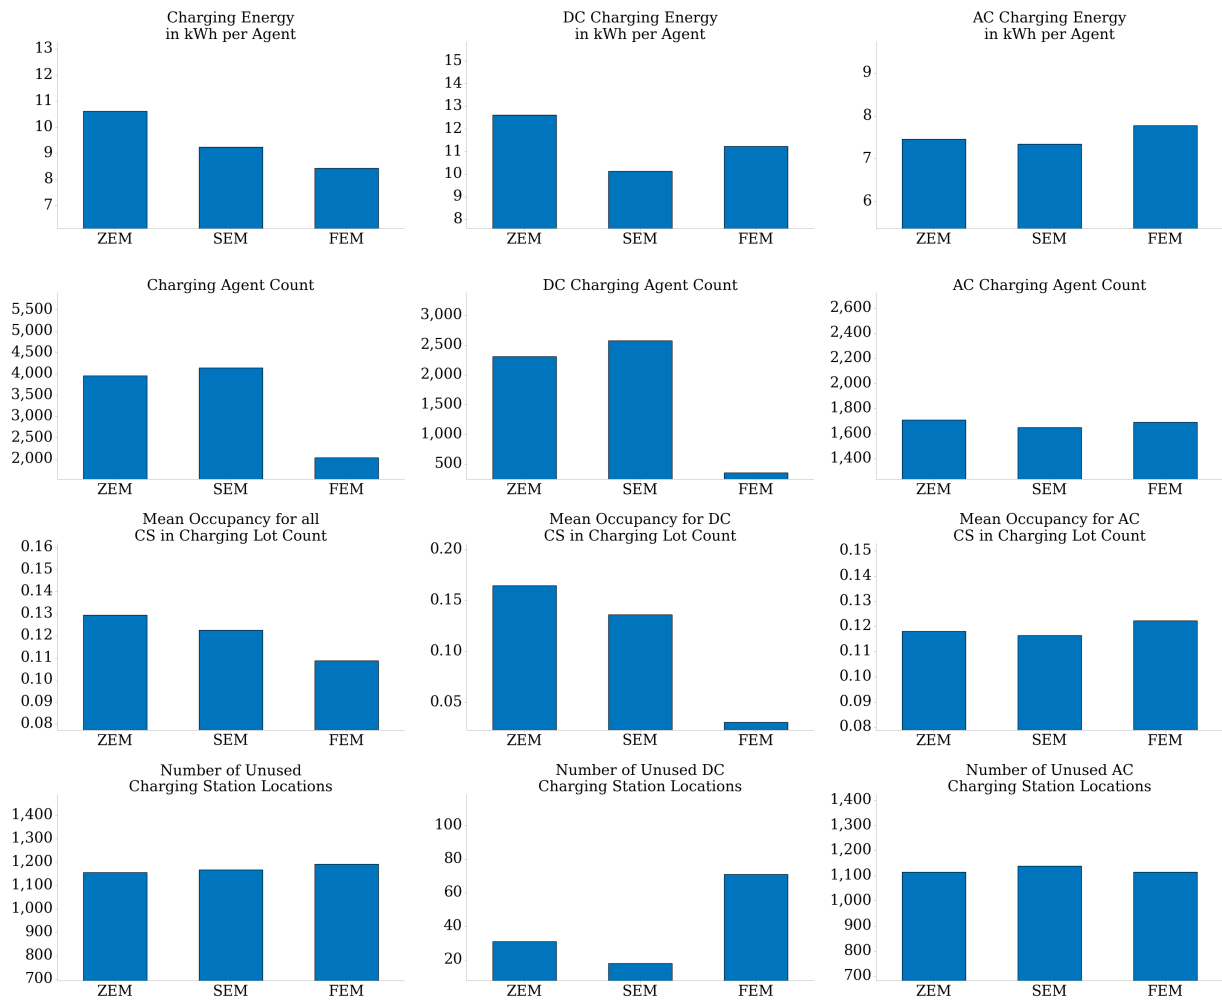 Charging Energy
in kWh per Agent
13
12
11
10
9
8
7
ZEM SEM FEM
DC Charging Energy
in kWh per Agent
15
14
13
12
11
10
9
8
ZEM SEM FEM
AC Charging Energy
in kWh per Agent
9
8
7
6
ZEM SEM FEM
Charging Agent Count
5,500
5,000
4,500
4,000
3,500
3,000
2,500
2,000
ZEM SEM FEM
DC Charging Agent Count
3,000
2,500
2,000
1,500
1,000
500
ZEM SEM FEM
AC Charging Agent Count
2,600
2,400
2,200
2,000
1,800
1,600
1,400
ZEM SEM FEM
Mean Occupancy for all
CS in Charging Lot Count
0.16
0.15
0.14
0.13
0.12
0.11
0.10
0.09
0.08
ZEM SEM FEM
Mean Occupancy for DC
CS in Charging Lot Count
0.20
0.15
0.10
0.05
ZEM SEM FEM
Mean Occupancy for AC
CS in Charging Lot Count
0.15
0.14
0.13
0.12
0.11
0.10
0.09
0.08
ZEM SEM FEM
Number of Unused
Charging Station Locations
1,400
1,300
1,200
1,100
1,000
900
800
700
ZEM SEM FEM
Number of Unused DC
Charging Station Locations
100
80
60
40
20
ZEM SEM FEM
Number of Unused AC
Charging Station Locations
1,400
1,300
1,200
1,100
1,000
900
800
700
ZEM SEM FEM